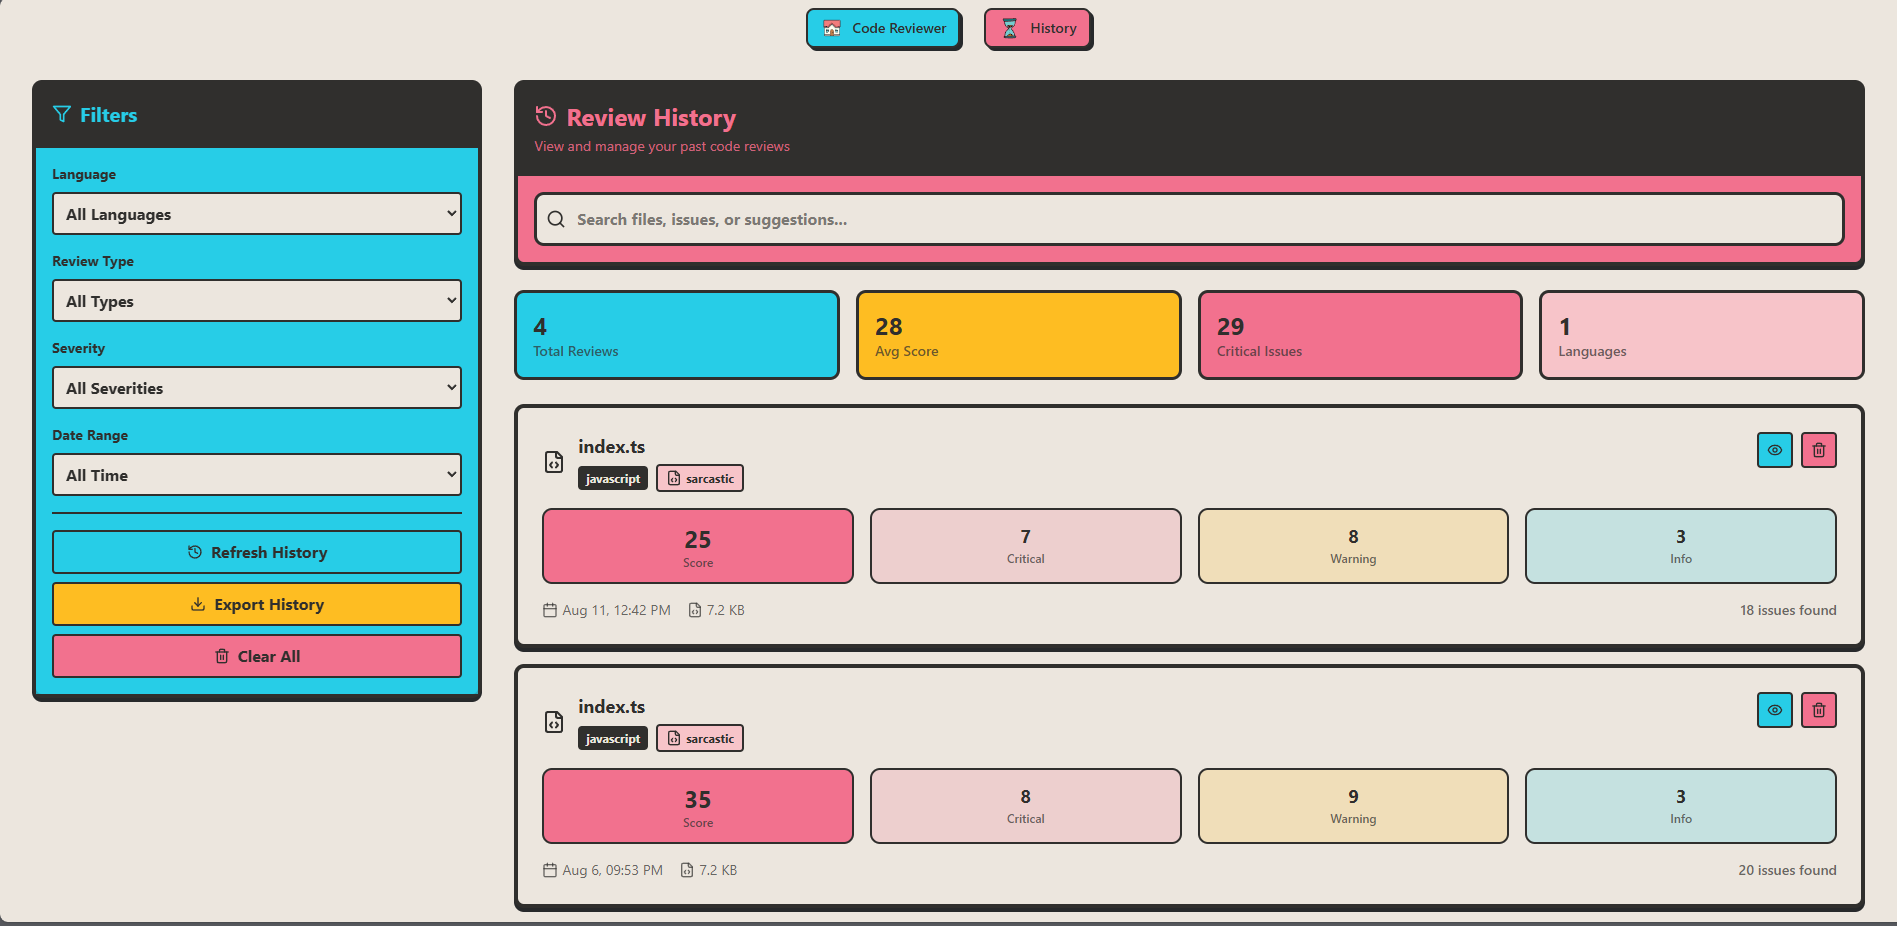 Code Reviewer
History
Filters
Language
All Languages
Review Type
All Types
Severity
All Severities
Date Range
All Time
Refresh History
Export History
Clear All
Review History
View and manage your past code reviews
Search files, issues, or suggestions...
4
Total Reviews
28
Avg Score
29
Critical Issues
1
Languages
index.ts
javascript sarcastic
25
Score
7
Critical
8
Warning
3
Info
Aug 11, 12:42 PM 7.2 KB
18 issues found
index.ts
javascript sarcastic
35
Score
8
Critical
9
Warning
3
Info
Aug 6, 09:53 PM 7.2 KB
20 issues found